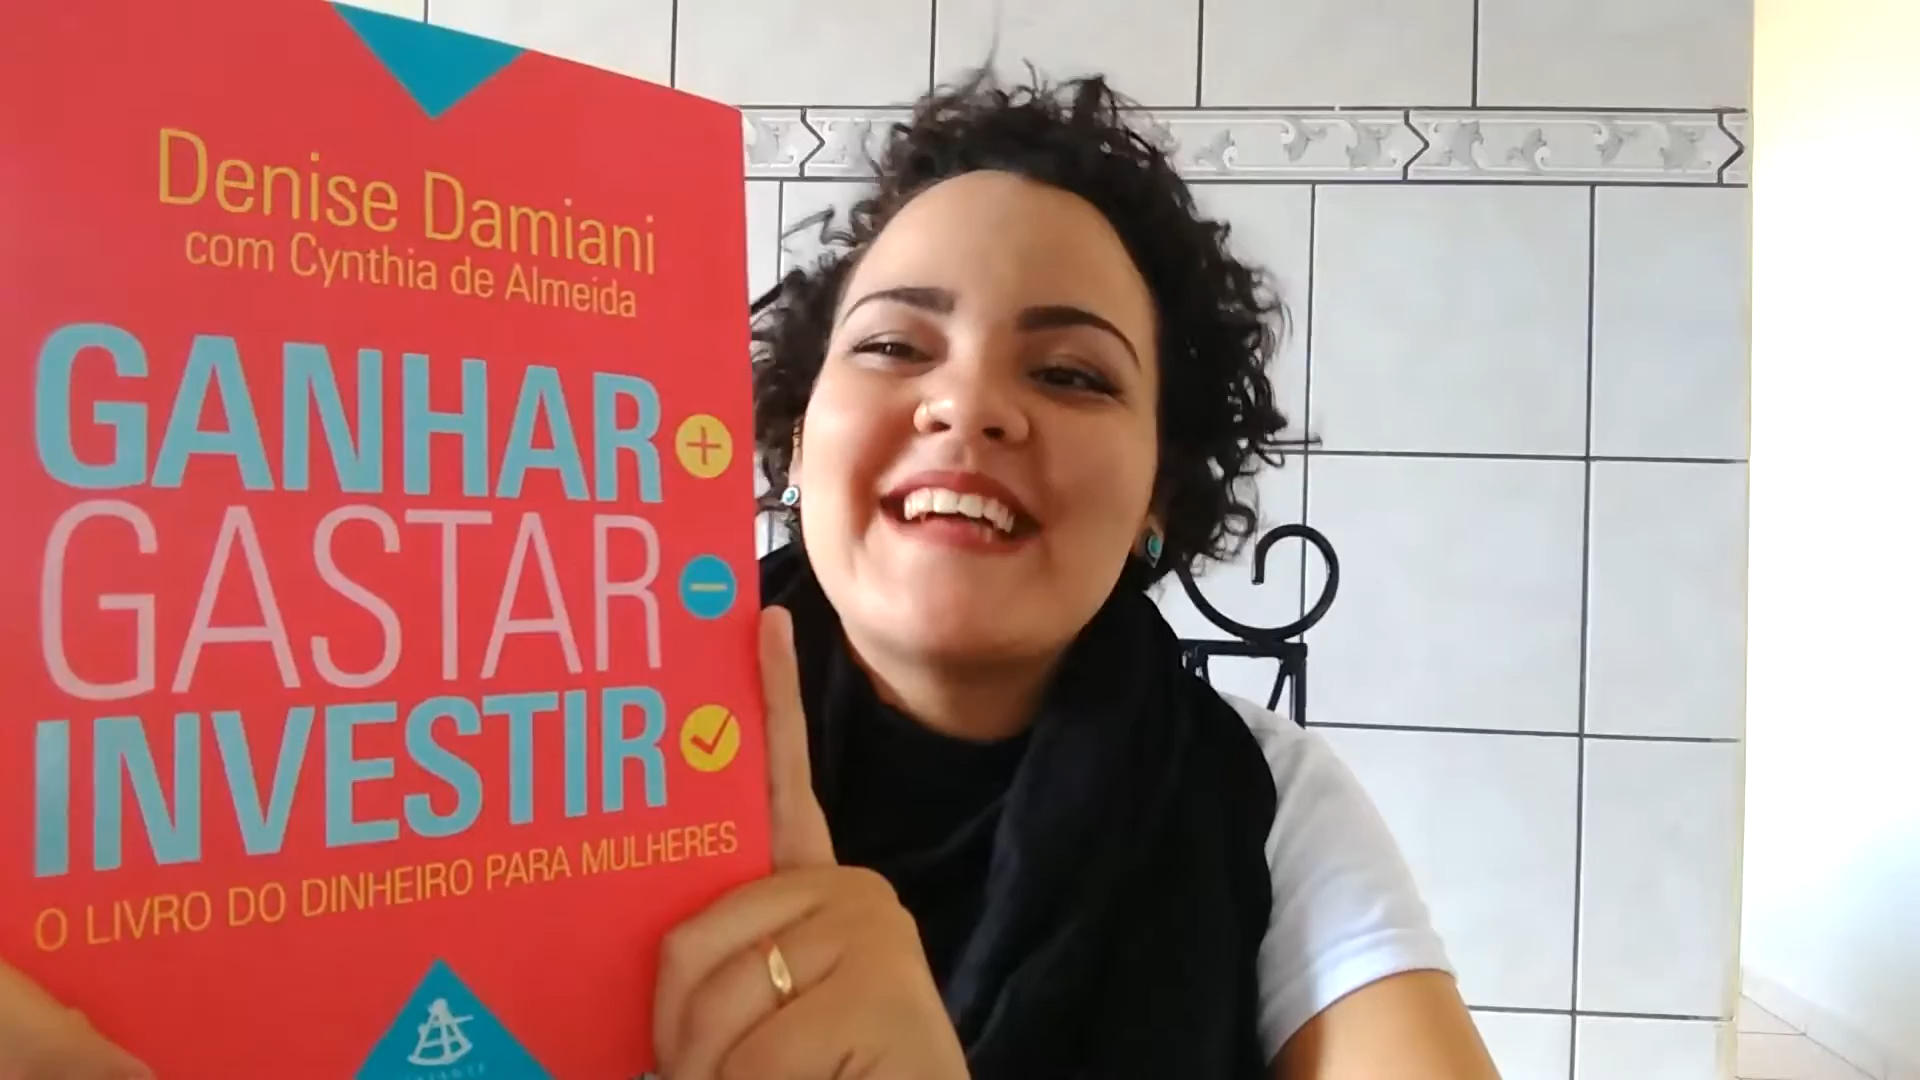 Denise Damiani
com Cynthia de Almeida
GANHAR
GASTAR
INVESTIR
O LIVRO DO DINHEIRO PARA MULHERES